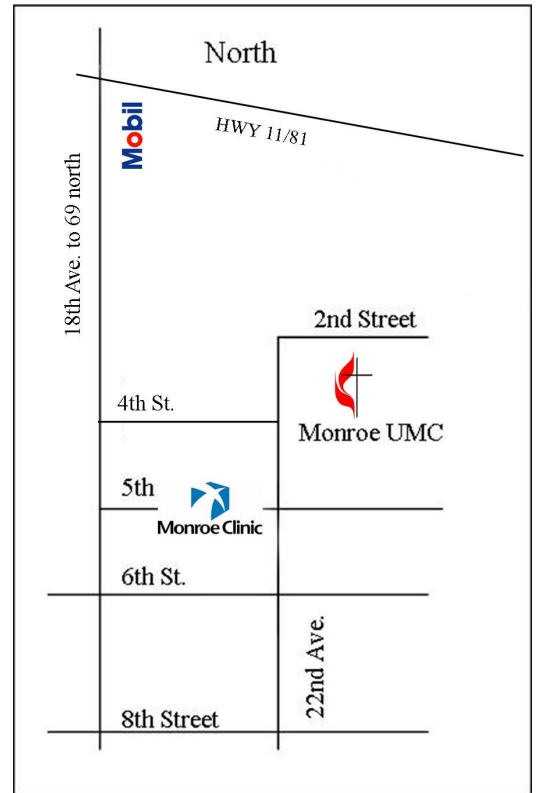 North
Mobil
HWY 11/81
18th Ave. to 69 north
2nd Street
4th St.
Monroe UMC
5th
Monroe Clinic
6th St.
22nd Ave.
8th Street